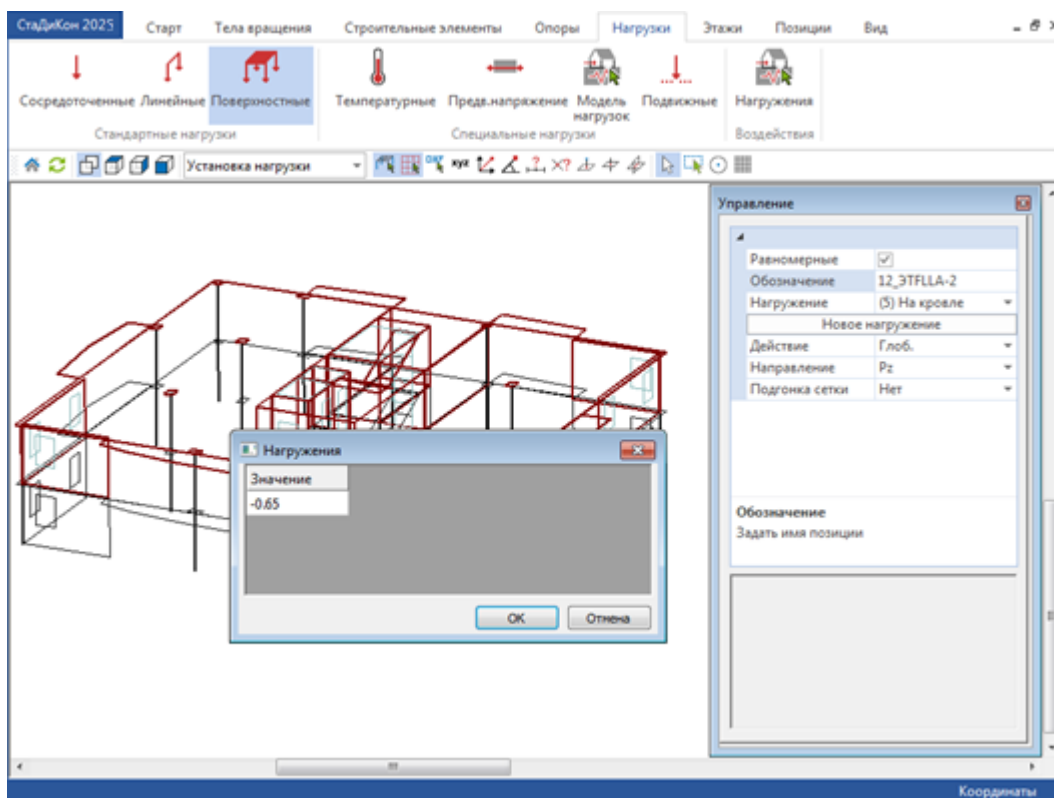 СтаДиКон 2025 Старт Тела вращения Строительные элементы Опоры Нагрузки Этажи Позиции Вид
Сосредоточенные Линейные Поверхностные Температурные Предв.напряжение Модель нагрузок Подвижные Нагружения
Стандартные нагрузки Специальные нагрузки Воздействия
Установка нагрузки
Управление
Равномерные
Обозначение 12_ЭТFLLA-2
Нагружение (5) На кровле
Новое нагружение
Действие Глоб.
Направление Pz
Подгонка сетки Нет
Нагружения
Значение
-0.65
ОК Отмена
Обозначение
Задать имя позиции
Координаты